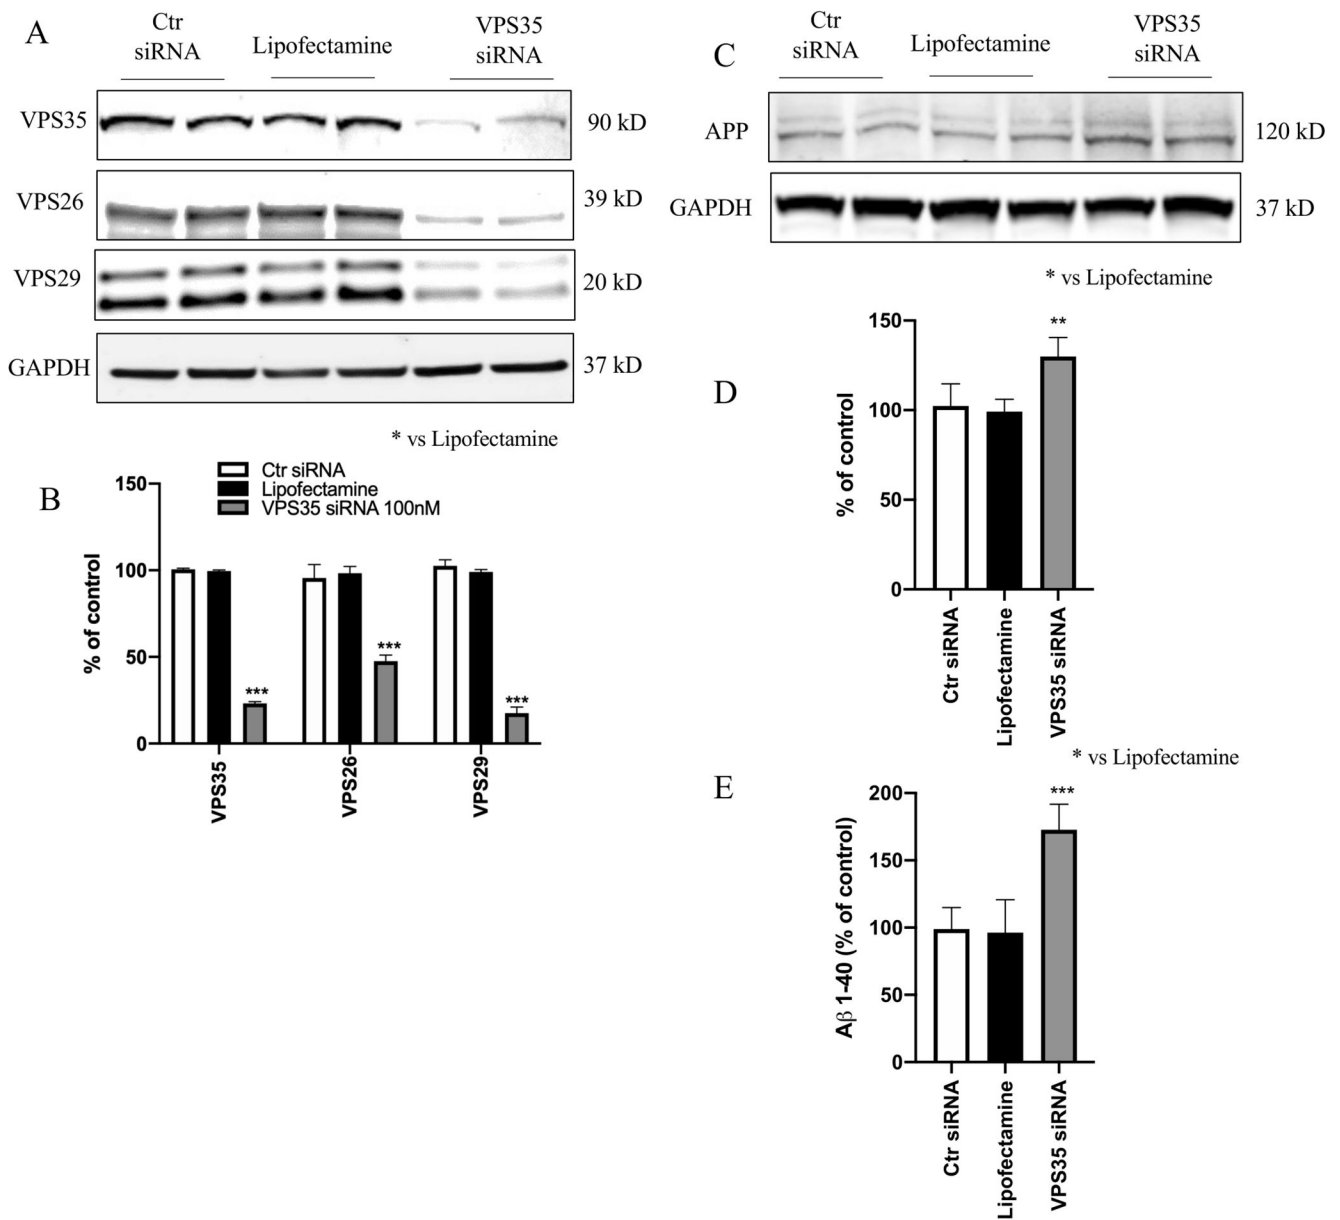 A
Ctr
siRNA
Lipofectamine
VPS35
siRNA
VPS35
90 kD
VPS26
39 kD
VPS29
20 kD
GAPDH
37 kD
* vs Lipofectamine
B
Ctr siRNA
Lipofectamine
VPS35 siRNA 100nM
% of control
150
100
50
0
***
***
***
VPS35
VPS26
VPS29
C
Ctr
siRNA
Lipofectamine
VPS35
siRNA
APP
120 kD
GAPDH
37 kD
* vs Lipofectamine
D
% of control
150
100
50
0
**
Ctr siRNA
Lipofectamine
VPS35 siRNA
* vs Lipofectamine
E
Aβ 1-40 (% of control)
200
150
100
50
0
***
Ctr siRNA
Lipofectamine
VPS35 siRNA